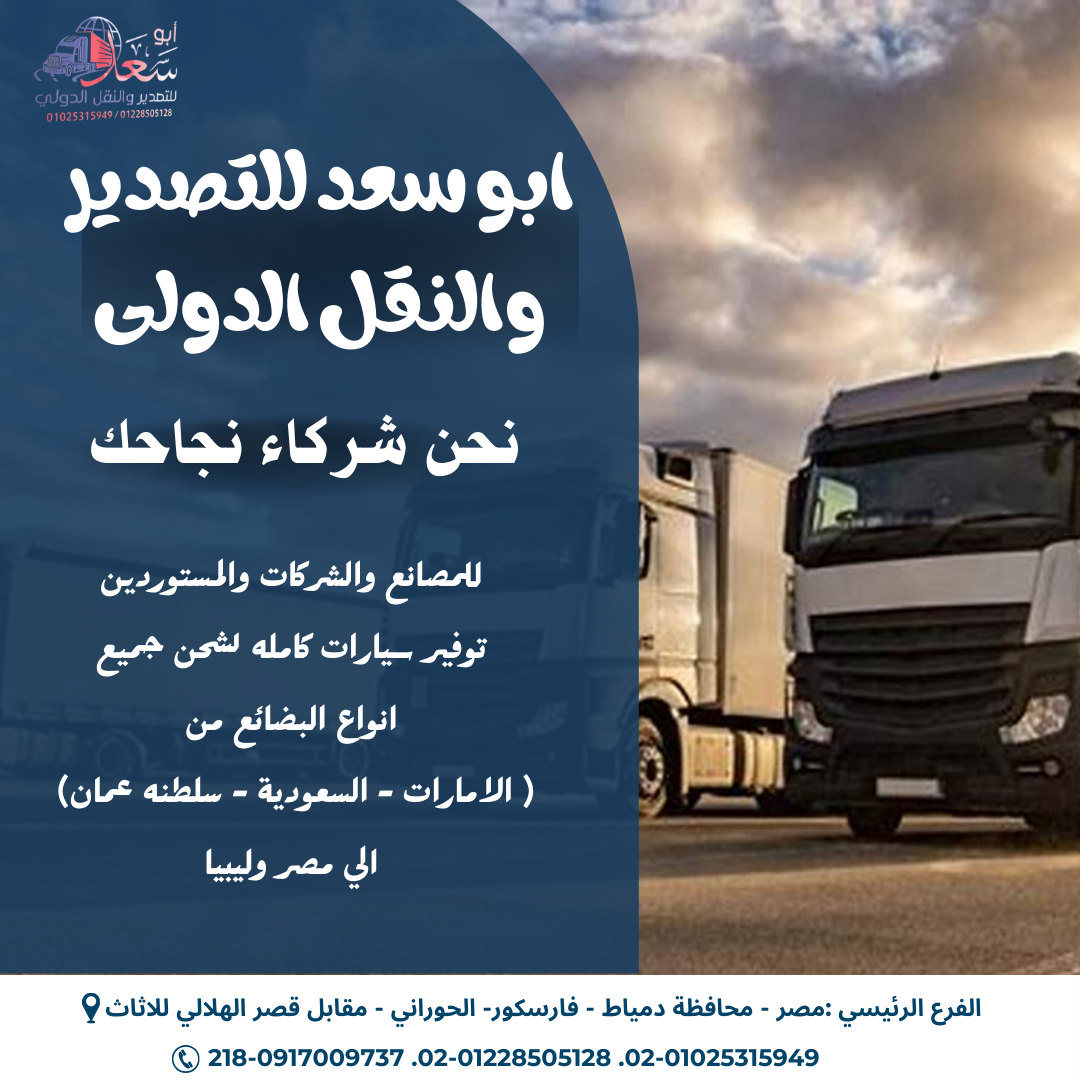 أبو
سعد
للتصدير والنقل الدولي
01025315949 / 01228505128
ابو سعد للتصدير
والنقل الدولى
نحن شركاء نجاحك
للمصانع والشركات والمستوردين
توفير سيارات كامله لشحن جميع
انواع البضائع من
( الامارات - السعودية - سلطنه عمان)
الي مصر وليبيا
الفرع الرئيسي :مصر - محافظة دمياط - فارسكور- الحوراني - مقابل قصر الهلالي للاثاث
218-0917009737 .02-01228505128 .02-01025315949